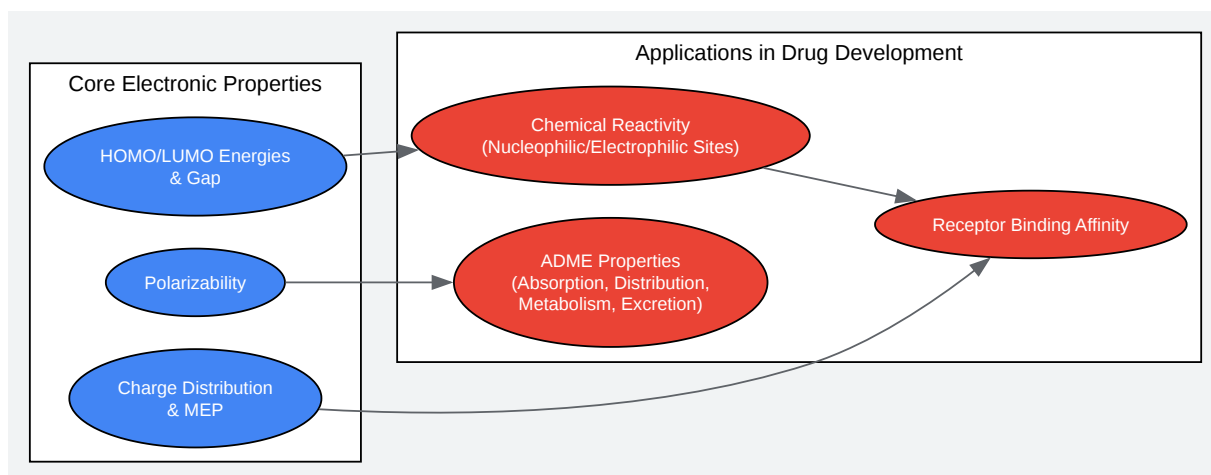 Core Electronic Properties
HOMO/LUMO Energies
& Gap
Polarizability
Charge Distribution
& MEP
Applications in Drug Development
Chemical Reactivity
(Nucleophilic/Electrophilic Sites)
ADME Properties
(Absorption, Distribution,
Metabolism, Excretion)
Receptor Binding Affinity